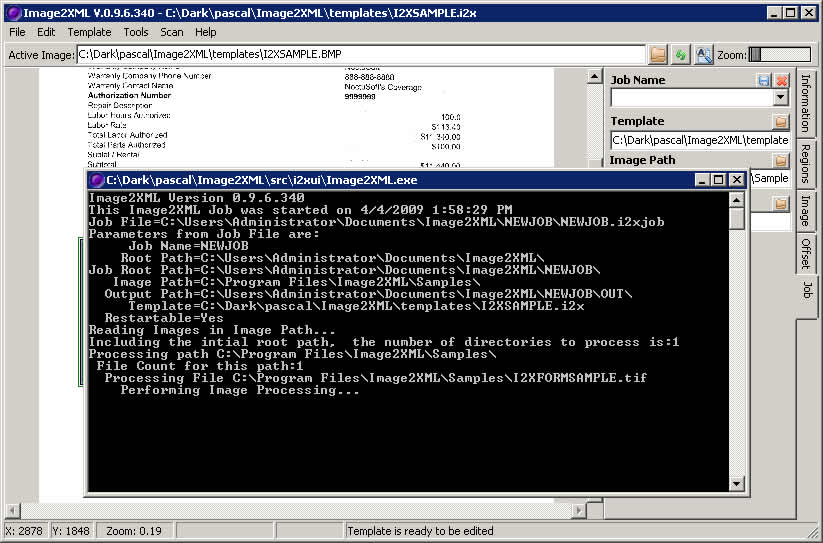 Image2XML V.0.9.6.340 - C:\Dark\pascal\Image2XML\templates\I2XSAMPLE.i2x
File Edit Template Tools Scan Help
Active Image: C:\Dark\pascal\Image2XML\templates\I2XSAMPLE.BMP
Zoom:
Warranty Company Phone Number 888-888-8888
Warranty Contact Name NoctuSoft's Coverage
Authorization Number 9999999
Repair Description
Labor Hours Authorized 100.0
Labor Rate $113.40
Total Labor Authorized $11,340.00
Total Parts Authorized $100.00
Sublet / Rental
Subtotal $11,440.00
Job Name
Template
C:\Dark\pascal\Image2XML\template
Image Path
\Sample
Information
Regions
Image
Offset
Job
C:\Dark\pascal\Image2XML\src\i2xui\Image2XML.exe
Image2XML Version 0.9.6.340
This Image2XML Job was started on 4/4/2009 1:58:29 PM
Job File=C:\Users\Administrator\Documents\Image2XML\NEWJOB\NEWJOB.i2xjob
Parameters from Job File are:
Job Name=NEWJOB
Root Path=C:\Users\Administrator\Documents\Image2XML\
Job Root Path=C:\Users\Administrator\Documents\Image2XML\NEWJOB\
Image Path=C:\Program Files\Image2XML\Samples\
Output Path=C:\Users\Administrator\Documents\Image2XML\NEWJOB\OUT\
Template=C:\Dark\pascal\Image2XML\templates\I2XSAMPLE.i2x
Restartable=Yes
Reading Images in Image Path...
Including the intial root path, the number of directories to process is:1
Processing path C:\Program Files\Image2XML\Samples\
File Count for this path:1
Processing File C:\Program Files\Image2XML\Samples\I2XFORMSAMPLE.tif
Performing Image Processing...
X: 2878 Y: 1848 Zoom: 0.19 Template is ready to be edited